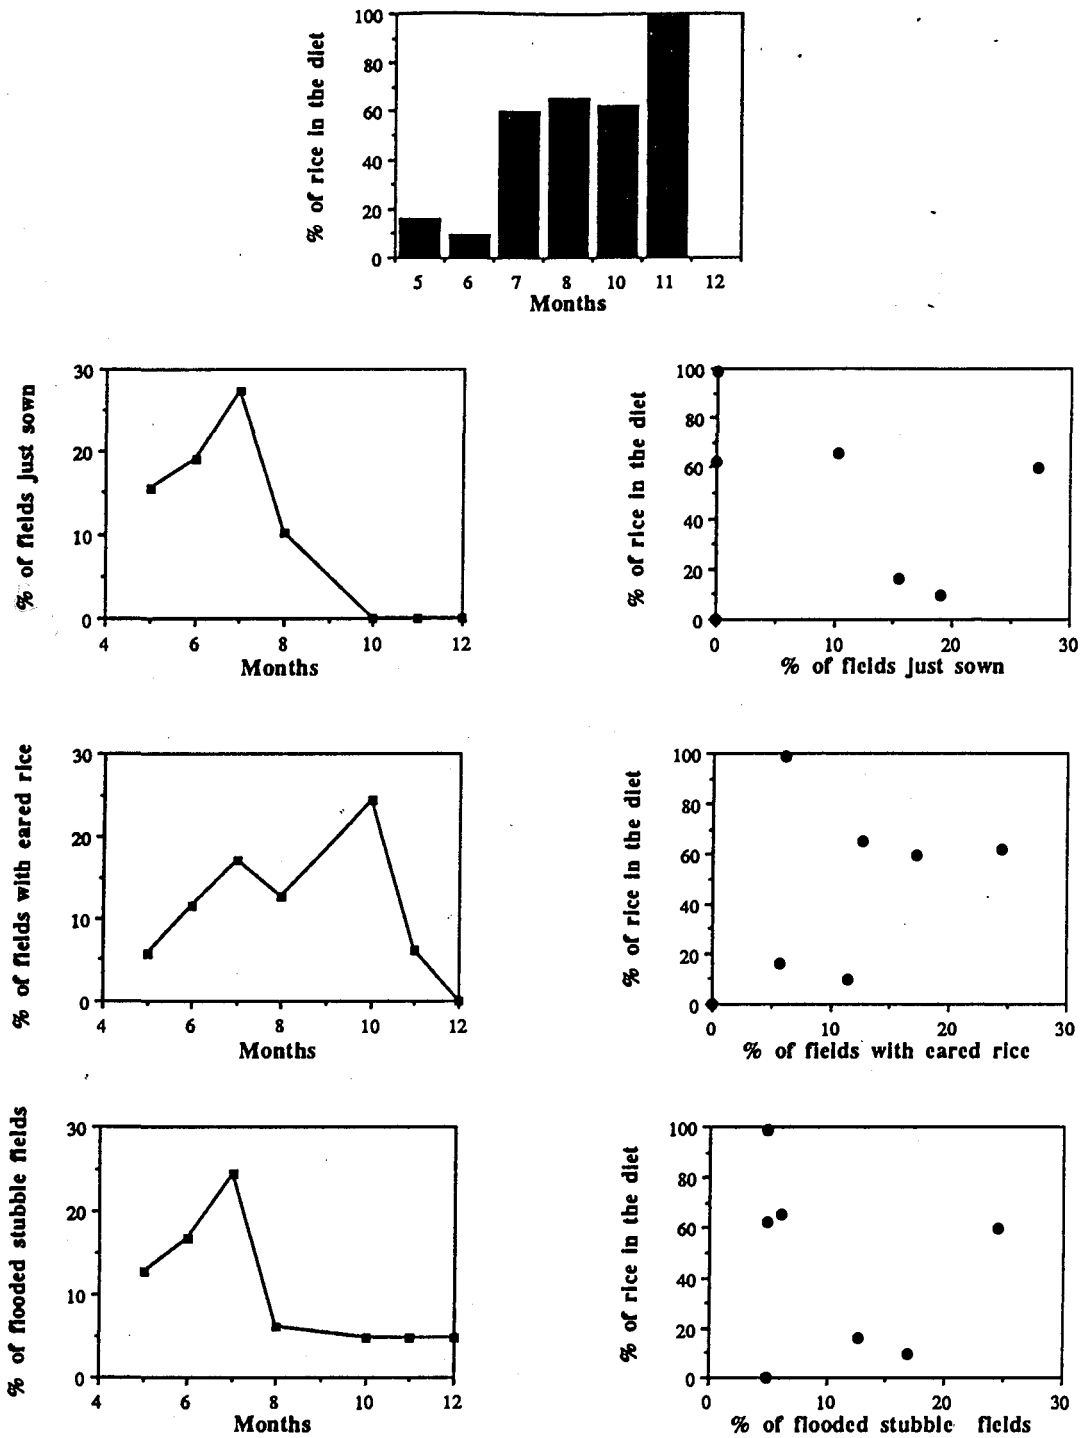 % of rice in the diet
100
80
60
40
20
0
5 6 7 8 10 11 12
Months
% of fields just sown
30
20
10
0
4 6 8 10 12
Months
% of rice in the diet
100
80
60
40
20
0
0 10 20 30
% of fields just sown
% of fields with eared rice
30
20
10
0
4 6 8 10 12
Months
% of rice in the diet
100
80
60
40
20
0
0 10 20 30
% of fields with eared rice
% of flooded stubble fields
30
20
10
0
4 6 8 10 12
Months
% of rice in the diet
100
80
60
40
20
0
0 10 20 30
% of flooded stubble fields